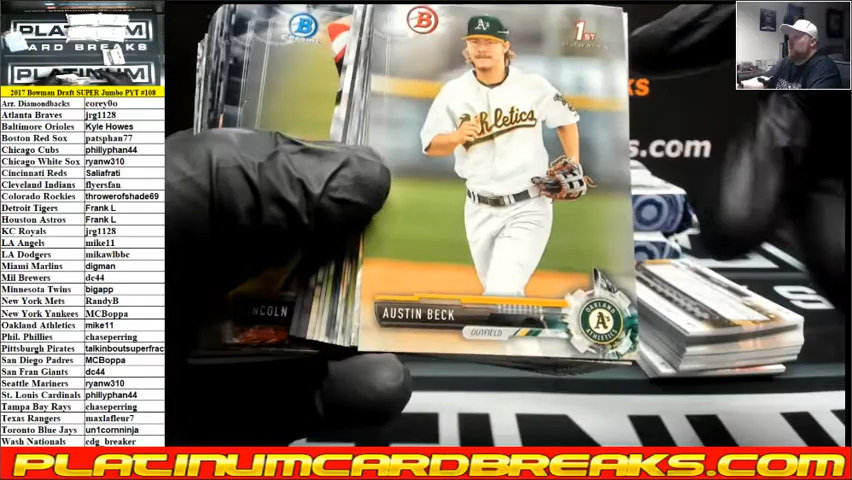 PLATINUM
CARD BREAKS
PLATINUM
2017 Bowman Draft SUPER Jumbo PYT #108
Arz. Diamondbacks corey0o
Atlanta Braves jrg1128
Baltimore Orioles Kyle Howes
Boston Red Sox patsphan77
Chicago Cubs phillyphan44
Chicago White Sox ryanw310
Cincinnati Reds Saliafrati
Cleveland Indians flyersfan
Colorado Rockies throwerofshade69
Detroit Tigers Frank L
Houston Astros Frank L
KC Royals jrg1128
LA Angels mike11
LA Dodgers mikawlbbc
Miami Marlins digman
Mil Brewers dc44
Minnesota Twins bigapp
New York Mets RandyB
New York Yankees MCBoppa
Oakland Athletics mike11
Phil. Phillies chaseperring
Pittsburgh Pirates talkinboutsuperfrac
San Diego Padres MCBoppa
San Fran Giants dc44
Seattle Mariners ryanw310
St. Louis Cardinals phillyphan44
Tampa Bay Rays chaseperring
Texas Rangers maxlafleur7
Toronto Blue Jays un1cornninja
Wash Nationals cdg_breaker
B
B
1ST
A's
Athletics
ks
s.com
NCOLN
AUSTIN BECK
OUTFIELD
OAKLAND
A's
ATHLETICS
PLATINUMCARDBREAKS.COM